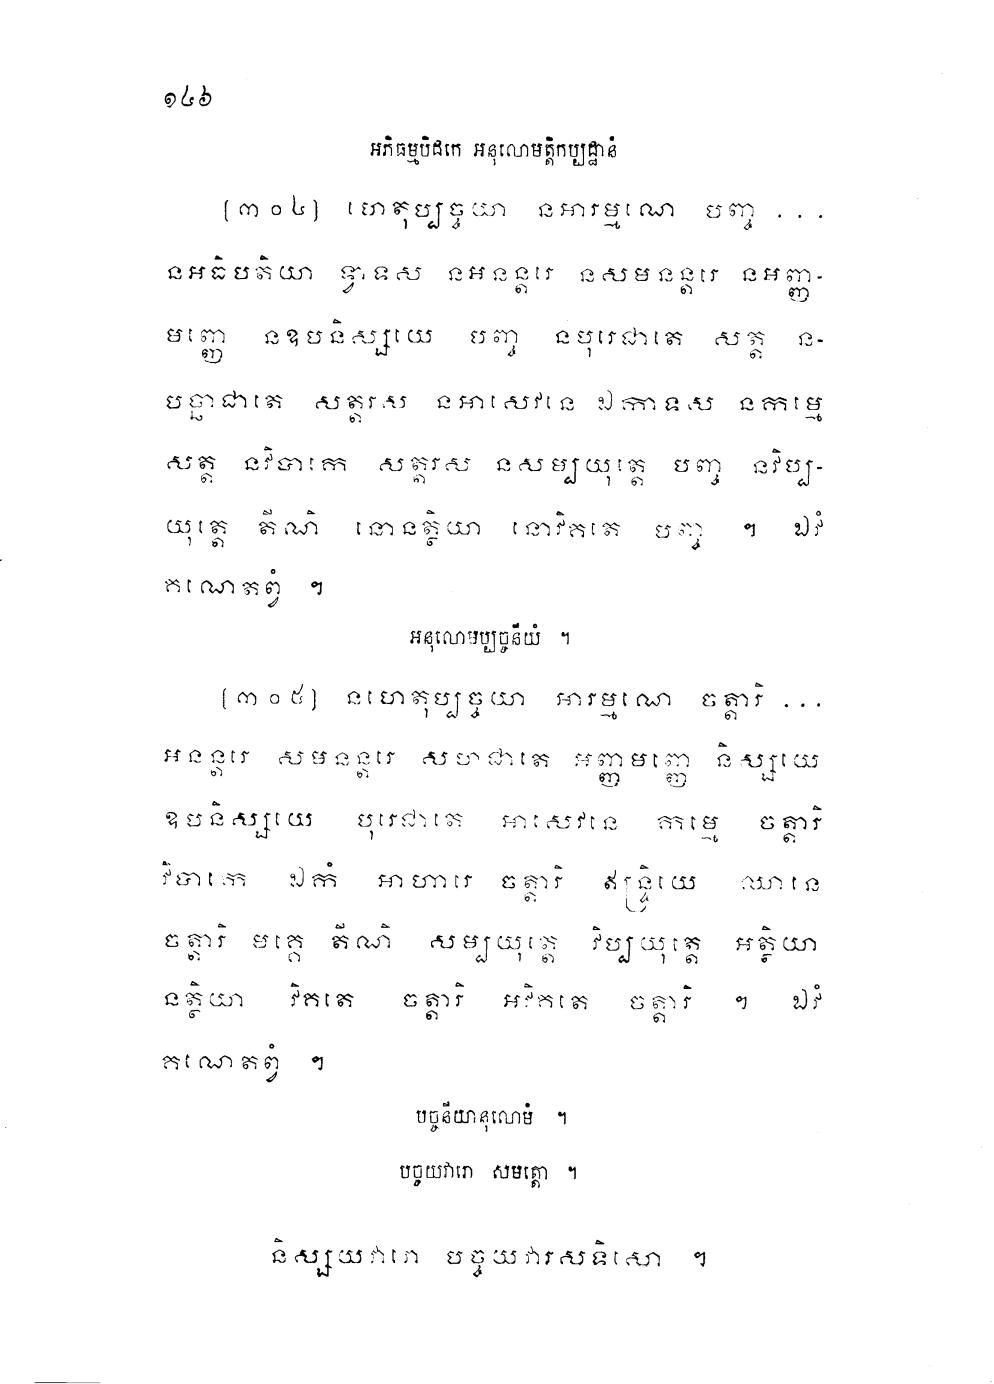 ១៤៦
អភិធម្មបិដកេ អនុលោមត្តិកប្បដ្ឋានំ
[៣០៤] ហេតុប្បច្ចយា នអារម្មណេ បញ្ច ...
នអធិបតិយា ទ្វាទស នអនន្តរេ នសមនន្តរេ នអញ្ញ-
មញ្ញេ នឧបនិស្សយេ បញ្ច នបុរេជាតេ សត្ត ន-
បច្ឆាជាតេ សត្តរស នអាសេវនេ ឯកាទស នកម្មេ
សត្ត នវិបាកេ សត្តរស នសម្បយុត្តេ បញ្ច នវិប្ប-
យុត្តេ តីណិ នោនត្ថិយា នោវិគតេ បញ្ច ។ ឯវំ
គណេតព្វំ ។
អនុលោមប្បច្ចនីយំ ។
[៣០៥] នហេតុប្បច្ចយា អារម្មណេ ចត្តារិ ...
អនន្តរេ សមនន្តរេ សហជាតេ អញ្ញមញ្ញេ និស្សយេ
ឧបនិស្សយេ បុរេជាតេ អាសេវនេ កម្មេ ចត្តារិ
វិបាកេ ឯកំ អាហារេ ចត្តារិ ឥន្ទ្រិយេ ឈានេ
ចត្តារិ មគ្គេ តីណិ សម្បយុត្តេ វិប្បយុត្តេ អត្ថិយា
នត្ថិយា វិគតេ ចត្តារិ អវិគតេ ចត្តារិ ។ ឯវំ
គណេតព្វំ ។
បច្ចនីយានុលោមំ ។
បច្ចយវារោ សមត្តោ ។
និស្សយវារោ បច្ចយវារសទិសោ ។